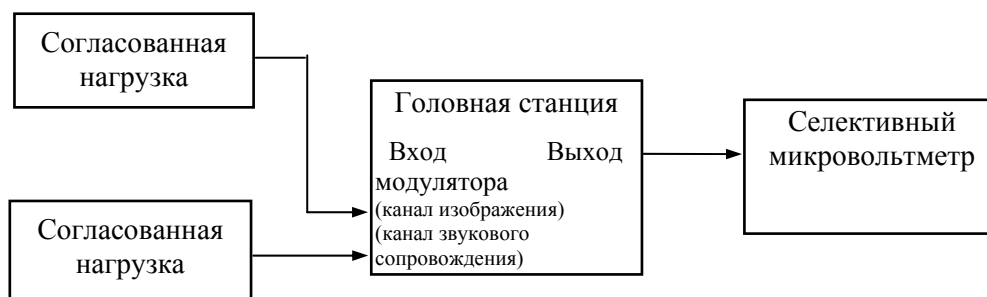 Согласованная
нагрузка
Головная станция
Вход Выход
модулятора
(канал изображения)
(канал звукового
сопровождения)
Селективный
микровольтметр
Согласованная
нагрузка